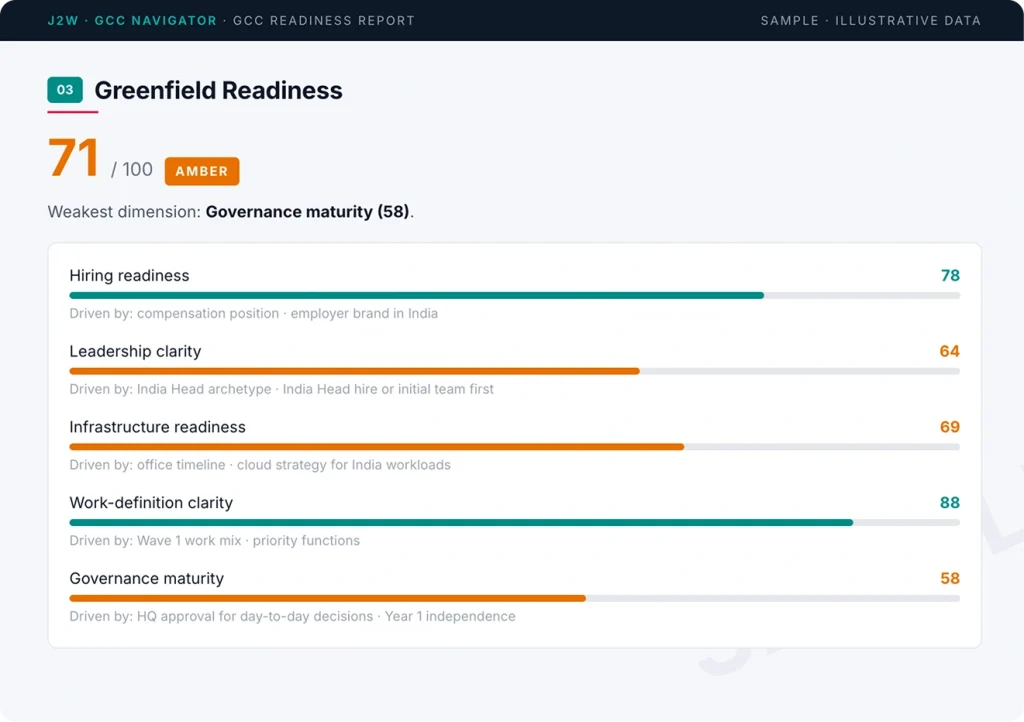 J2W · GCC NAVIGATOR · GCC READINESS REPORT
SAMPLE · ILLUSTRATIVE DATA
03 Greenfield Readiness
71 / 100 AMBER
Weakest dimension: Governance maturity (58).
Hiring readiness 78
Driven by: compensation position · employer brand in India
Leadership clarity 64
Driven by: India Head archetype · India Head hire or initial team first
Infrastructure readiness 69
Driven by: office timeline · cloud strategy for India workloads
Work-definition clarity 88
Driven by: Wave 1 work mix · priority functions
Governance maturity 58
Driven by: HQ approval for day-to-day decisions · Year 1 independence